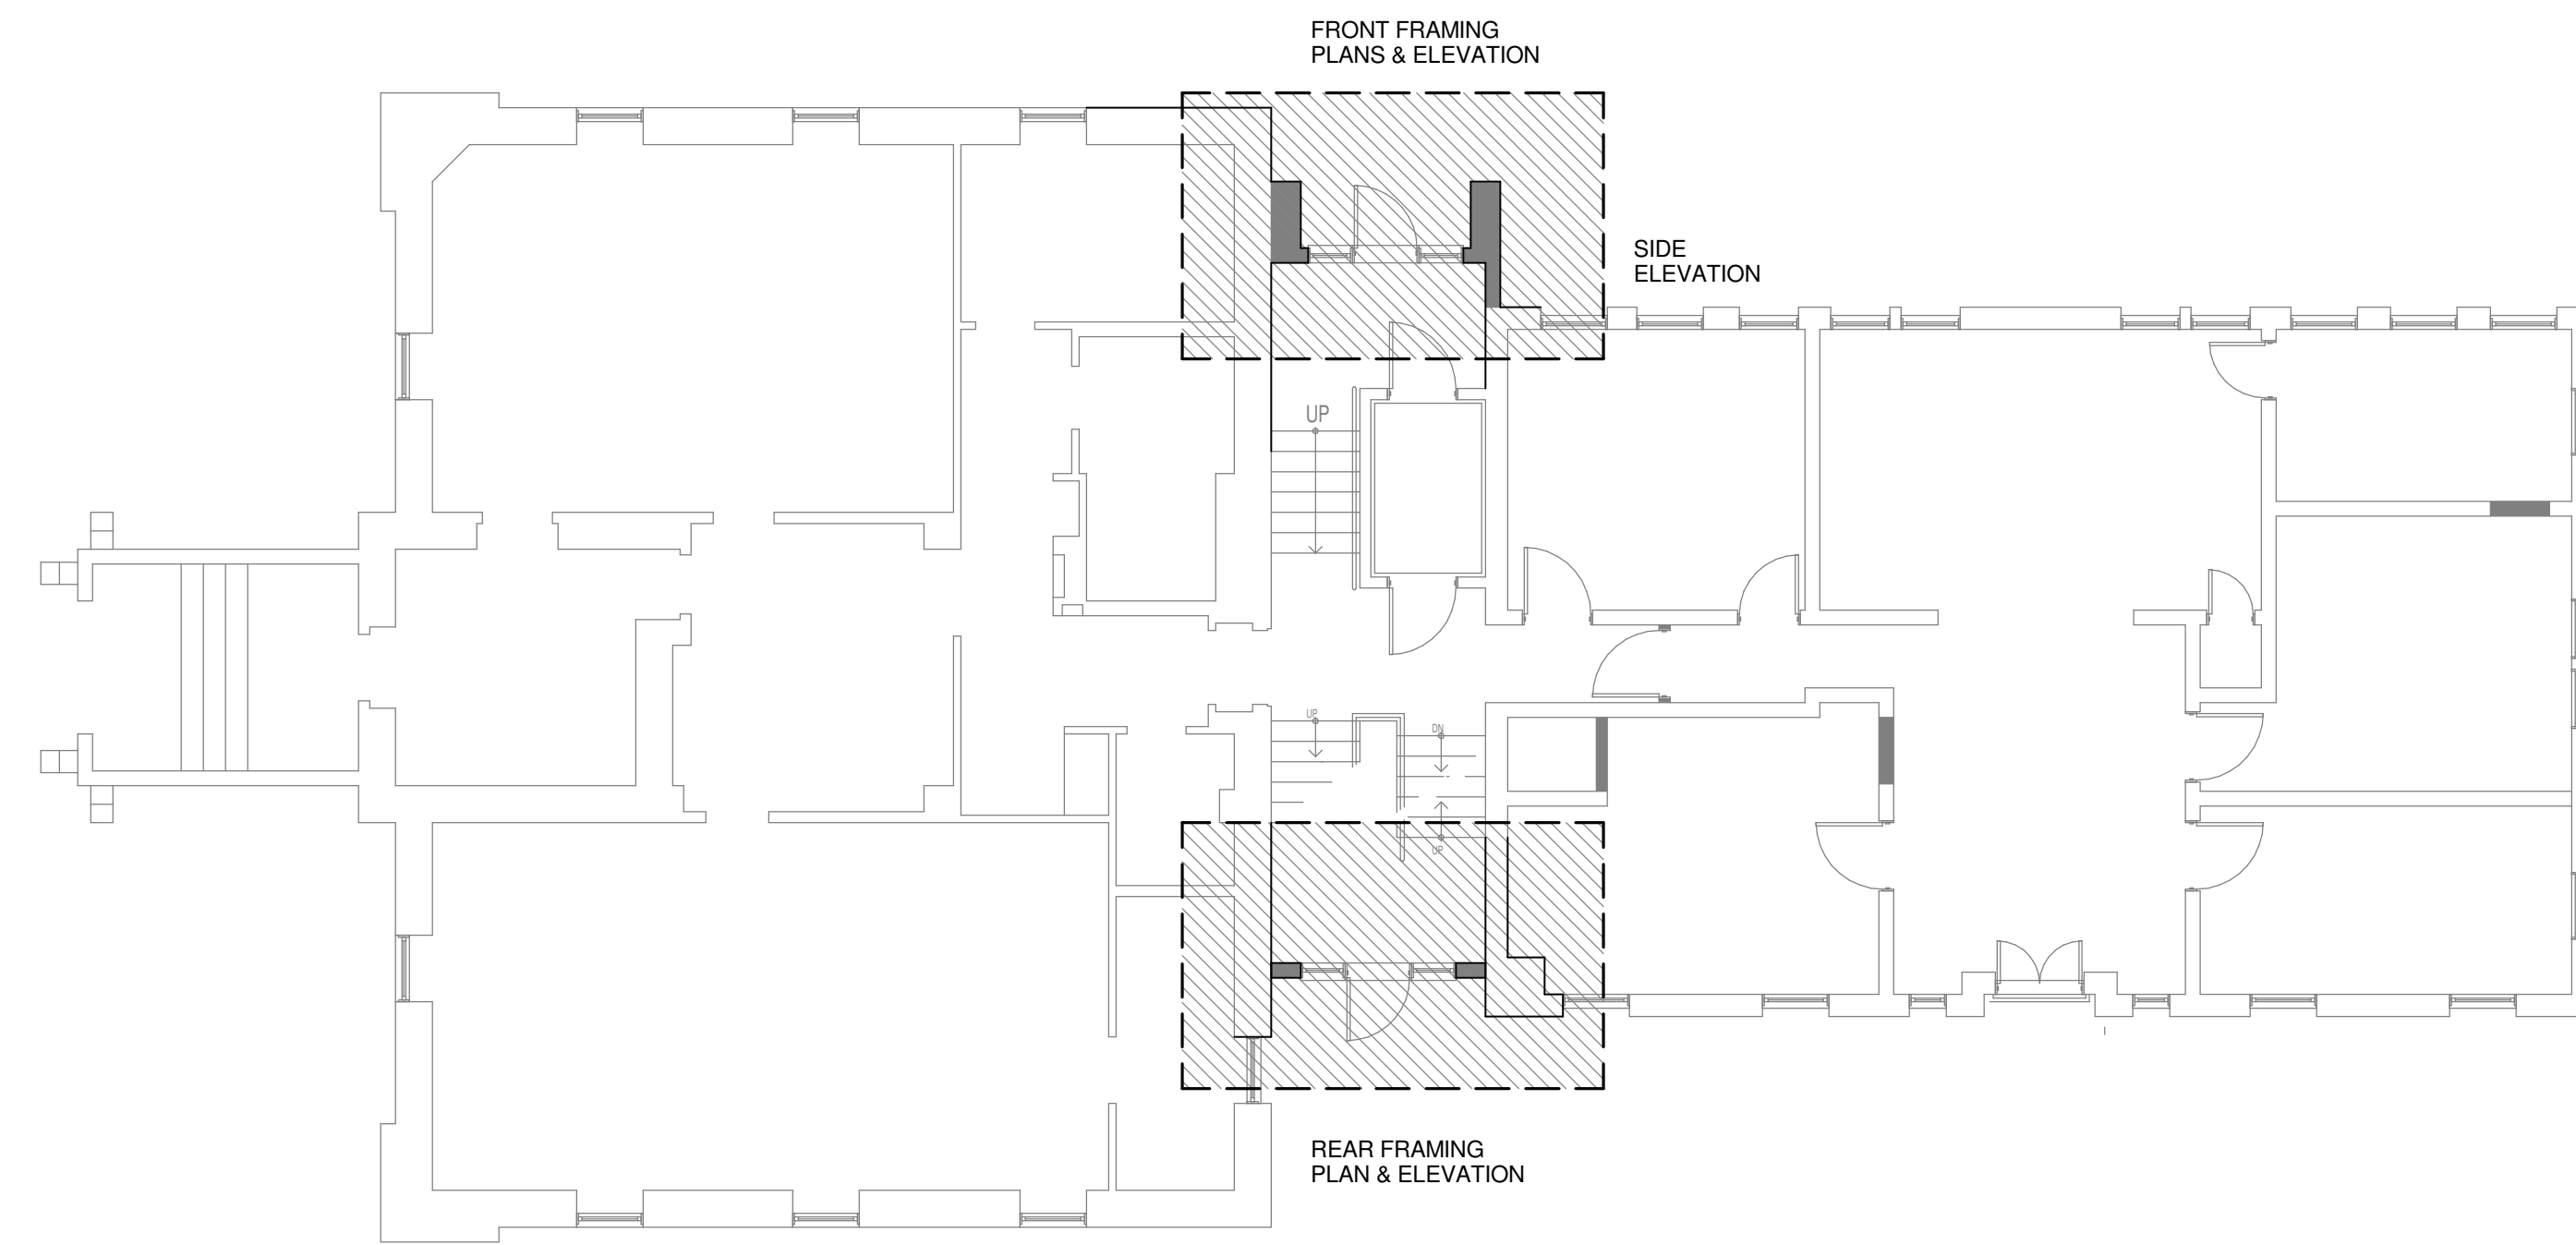 FRONT FRAMING
PLANS & ELEVATION
SIDE
ELEVATION
UP
UP
DN
UP
REAR FRAMING
PLAN & ELEVATION